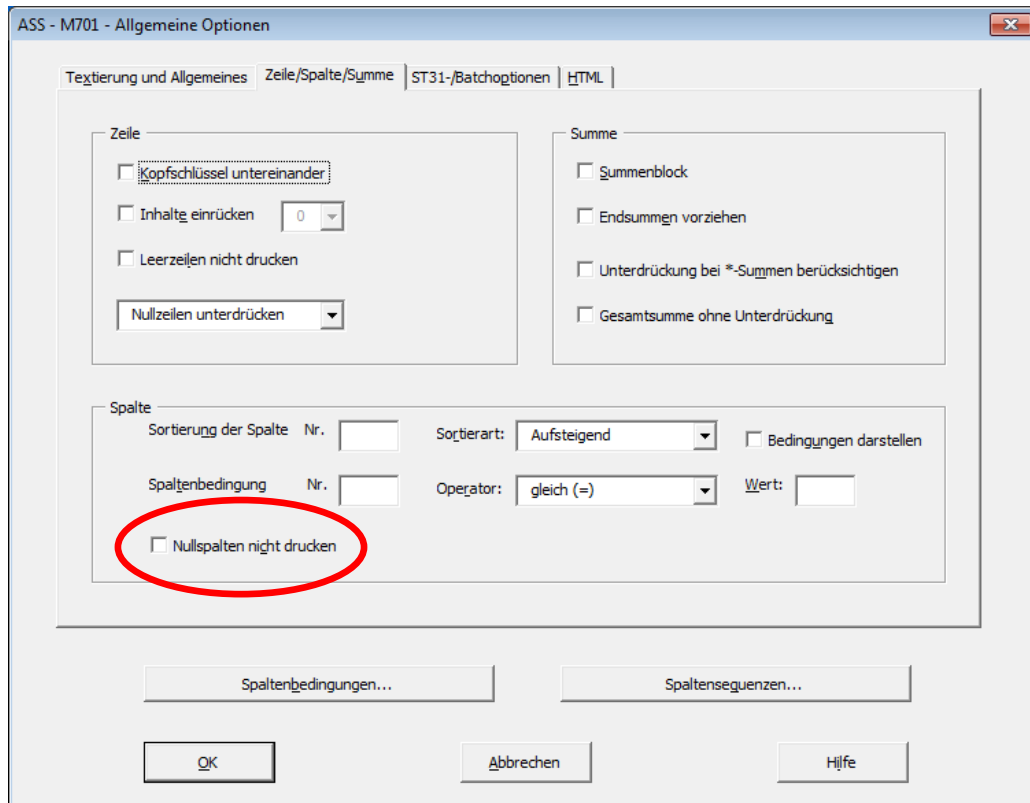 ASS - M701 - Allgemeine Optionen
Textierung und Allgemeines Zeile/Spalte/Summe ST31-/Batchoptionen HTML
Zeile
Kopfschlüssel untereinander
Inhalte einrücken 0
Leerzeilen nicht drucken
Nullzeilen unterdrücken
Summe
Summenblock
Endsummen vorziehen
Unterdrückung bei *-Summen berücksichtigen
Gesamtsumme ohne Unterdrückung
Spalte
Sortierung der Spalte Nr. Sortierart: Aufsteigend Bedingungen darstellen
Spaltenbedingung Nr. Operator: gleich (=) Wert:
Nullspalten nicht drucken
Spaltenbedingungen... Spaltensequenzen...
OK Abbrechen Hilfe